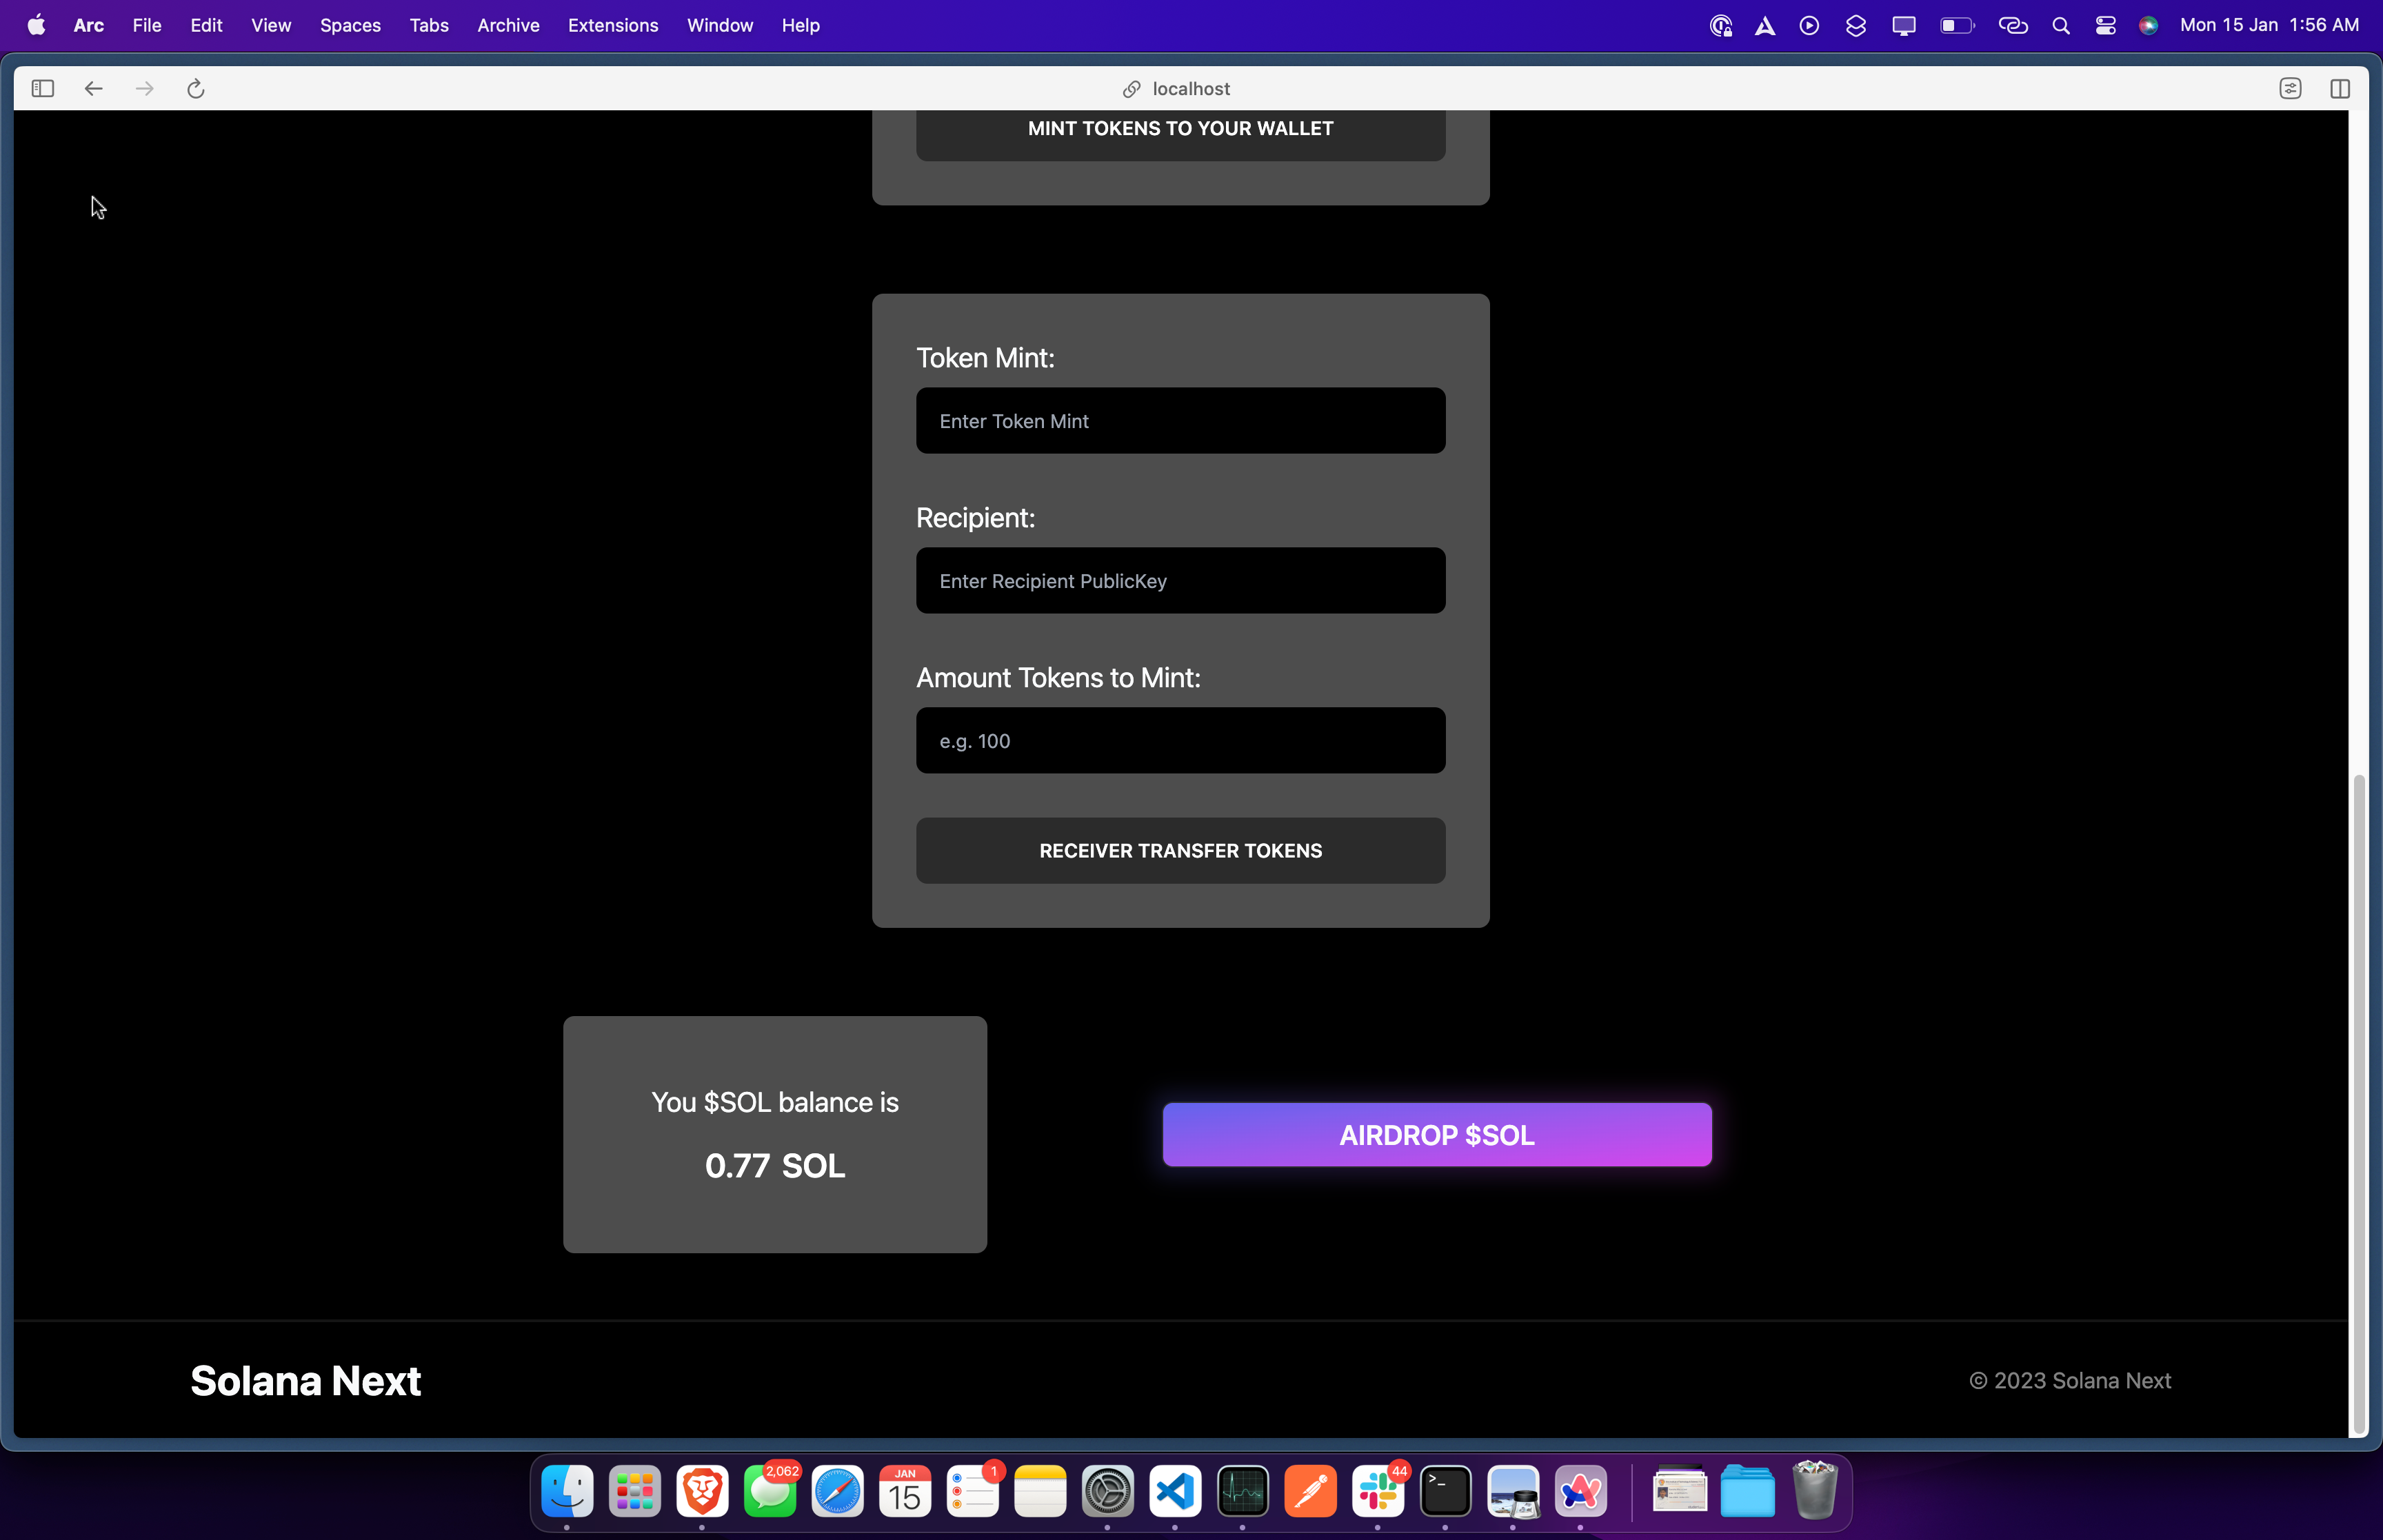 Arc File Edit View Spaces Tabs Archive Extensions Window Help Mon 15 Jan 1:56 AM
localhost
MINT TOKENS TO YOUR WALLET
Token Mint:
Enter Token Mint
Recipient:
Enter Recipient PublicKey
Amount Tokens to Mint:
e.g. 100
RECEIVER TRANSFER TOKENS
You $SOL balance is
0.77 SOL
AIRDROP $SOL
Solana Next
© 2023 Solana Next
2,062
JAN
15
1
44